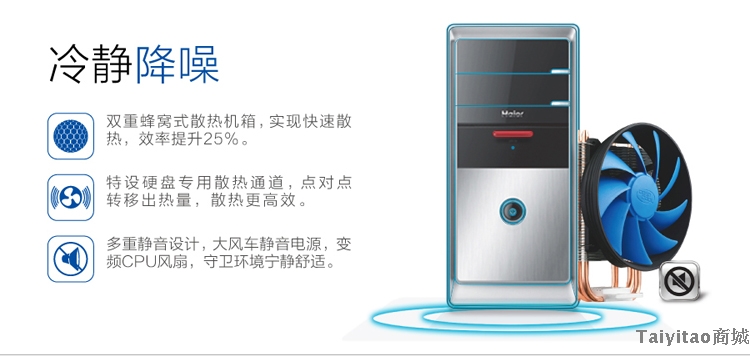 冷静降噪
双重蜂窝式散热机箱，实现快速散
热，效率提升25%。
特设硬盘专用散热通道，点对点
转移出热量，散热更高效。
多重静音设计，大风车静音电源，变
频CPU风扇，守卫环境宁静舒适。
Haier
Taiyitao商城